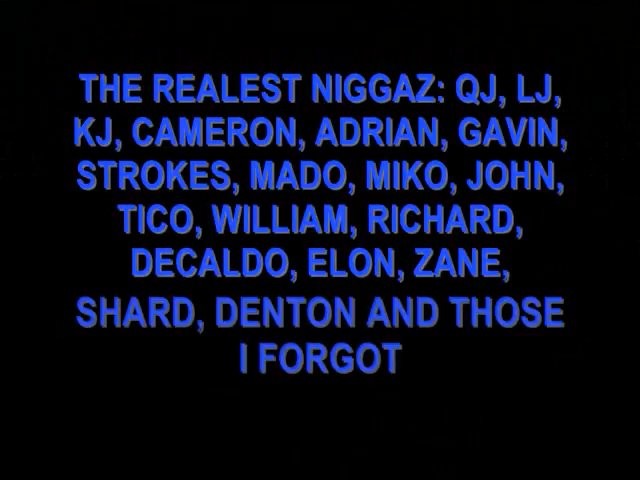 THE REALEST NIGGAZ: QJ, LJ,
KJ, CAMERON, ADRIAN, GAVIN,
STROKES, MADO, MIKO, JOHN,
TICO, WILLIAM, RICHARD,
DECALDO, ELON, ZANE,
SHARD, DENTON AND THOSE
I FORGOT